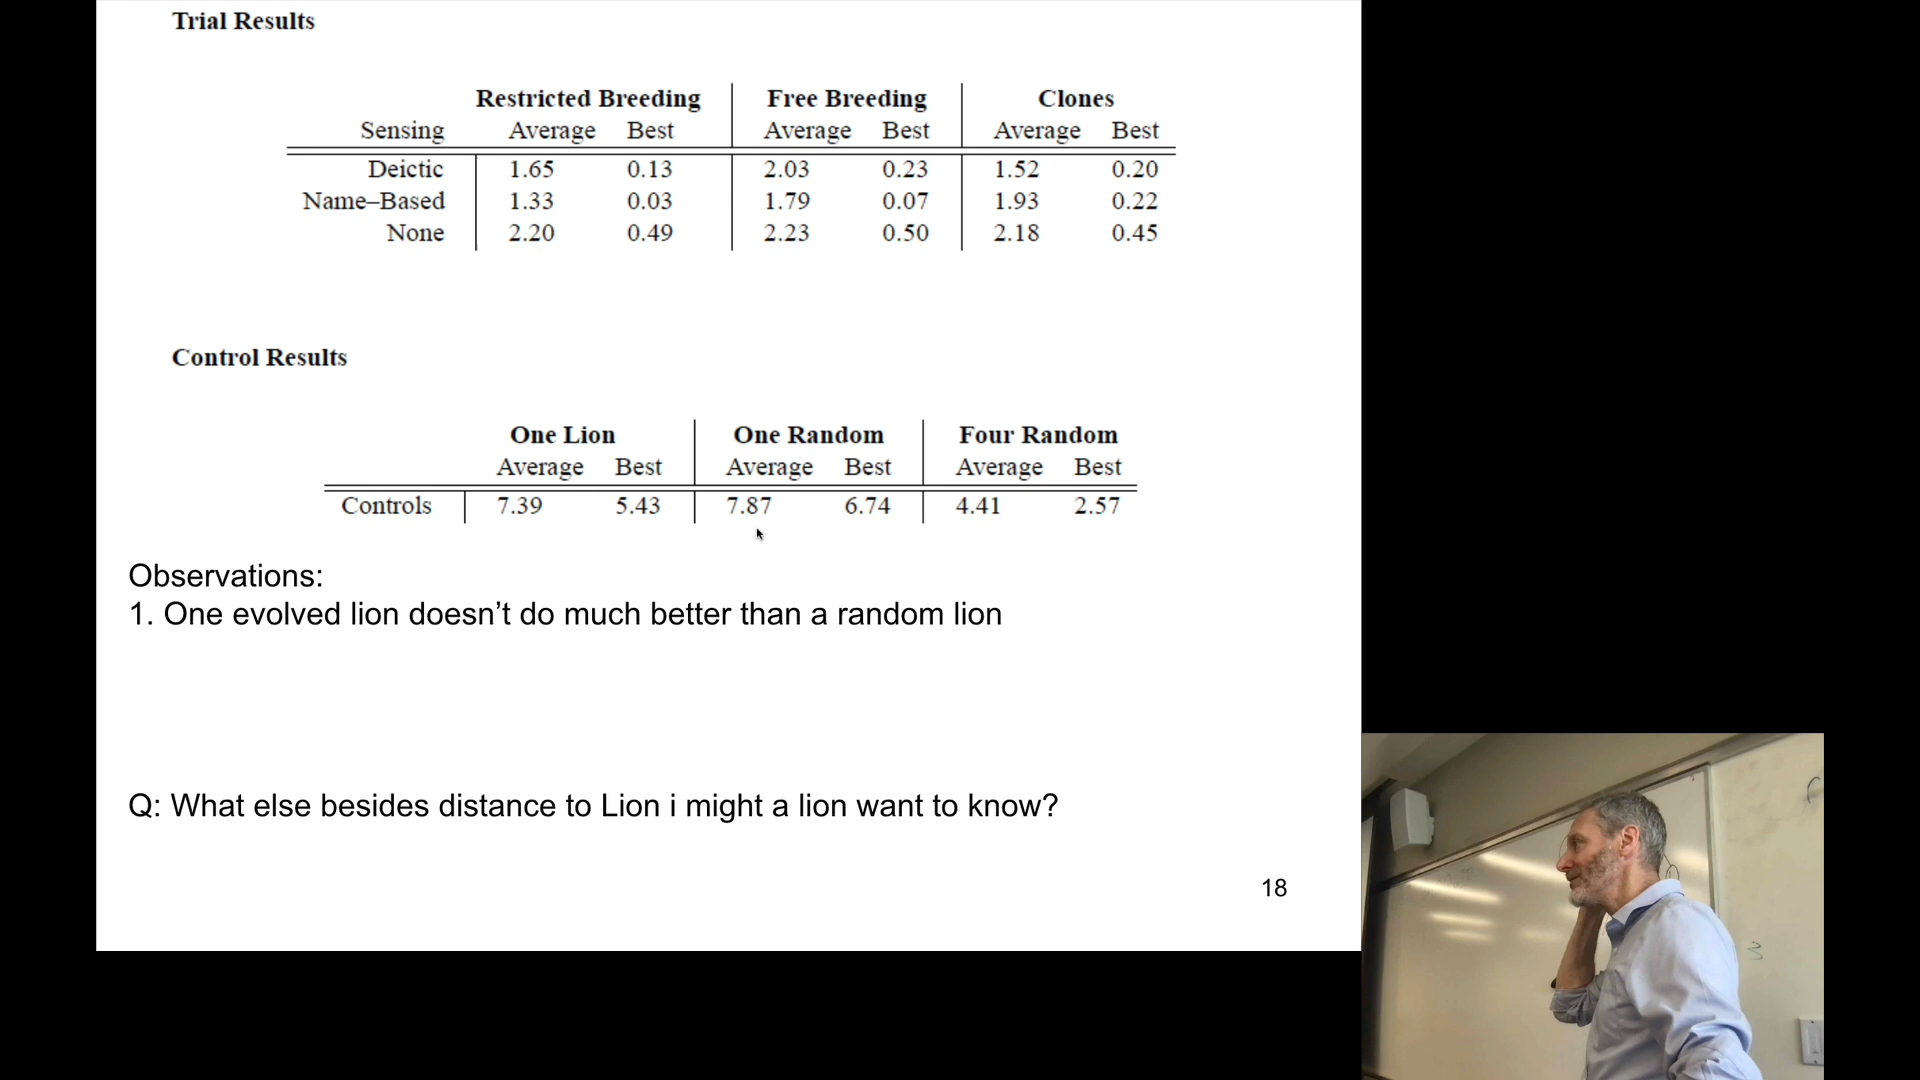 Trial Results
Restricted Breeding Free Breeding Clones
Sensing Average Best Average Best Average Best
Deictic 1.65 0.13 2.03 0.23 1.52 0.20
Name–Based 1.33 0.03 1.79 0.07 1.93 0.22
None 2.20 0.49 2.23 0.50 2.18 0.45
Control Results
One Lion One Random Four Random
Average Best Average Best Average Best
Controls 7.39 5.43 7.87 6.74 4.41 2.57
Observations:
1. One evolved lion doesn’t do much better than a random lion
Q: What else besides distance to Lion i might a lion want to know?
18